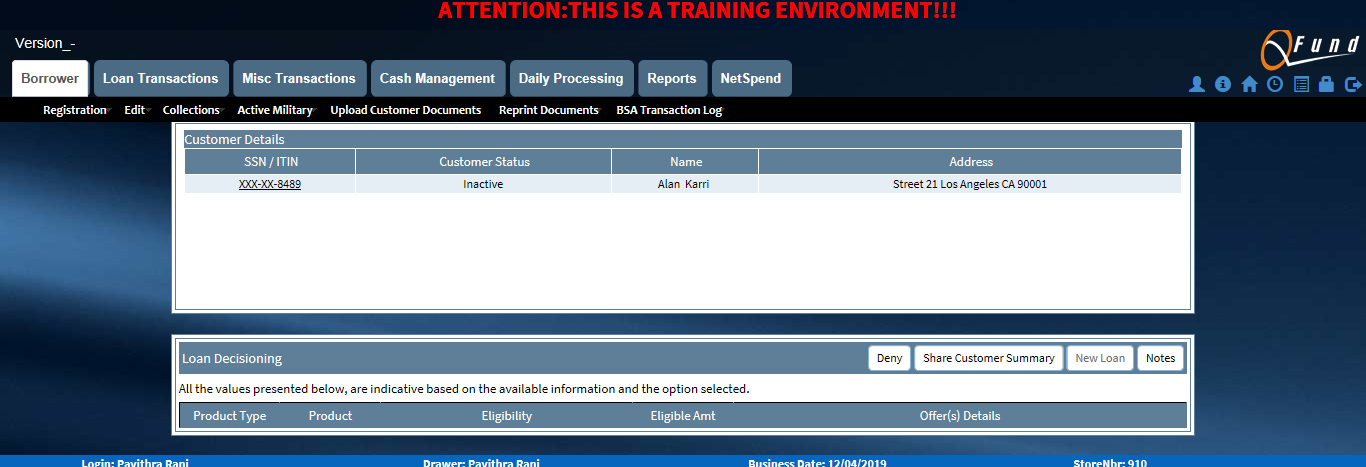 ATTENTION:THIS IS A TRAINING ENVIRONMENT!!!
Version_-
QFund
Borrower Loan Transactions Misc Transactions Cash Management Daily Processing Reports NetSpend
Registration Edit Collections Active Military Upload Customer Documents Reprint Documents BSA Transaction Log
Customer Details
SSN / ITIN Customer Status Name Address
XXX-XX-8489 Inactive Alan Karri Street 21 Los Angeles CA 90001
Loan Decisioning Deny Share Customer Summary New Loan Notes
All the values presented below, are indicative based on the available information and the option selected.
Product Type Product Eligibility Eligible Amt Offer(s) Details
Login: Pavithra Rani Drawer: Pavithra Rani Business Date: 12/04/2019 StoreNbr: 910